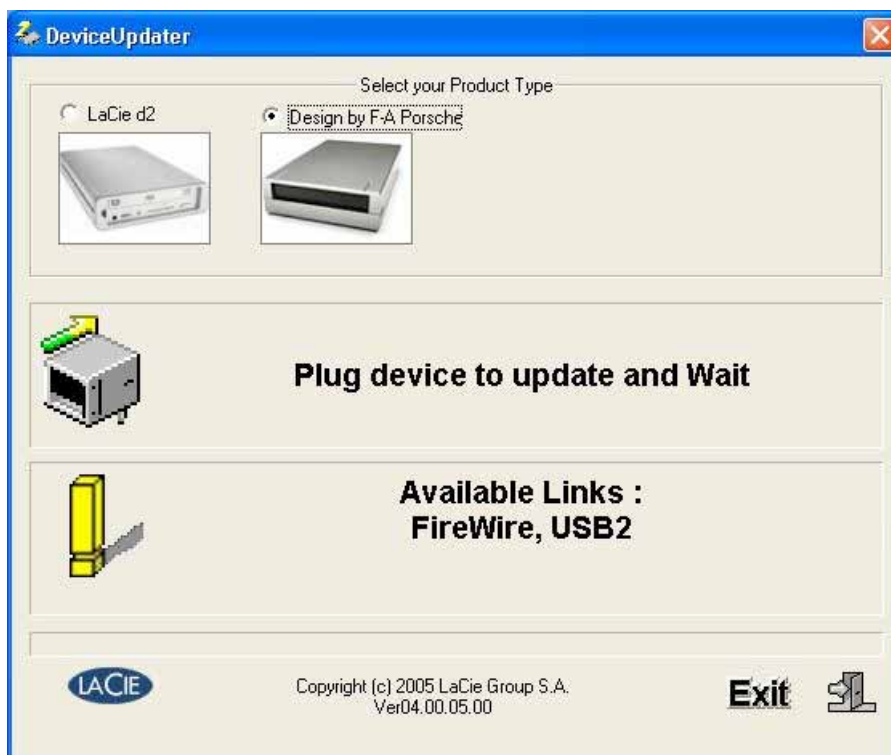 DeviceUpdater
Select your Product Type
LaCie d2
Design by F-A Porsche
Plug device to update and Wait
Available Links :
FireWire, USB2
LACIE
Copyright (c) 2005 LaCie Group S.A.
Ver04.00.05.00
Exit